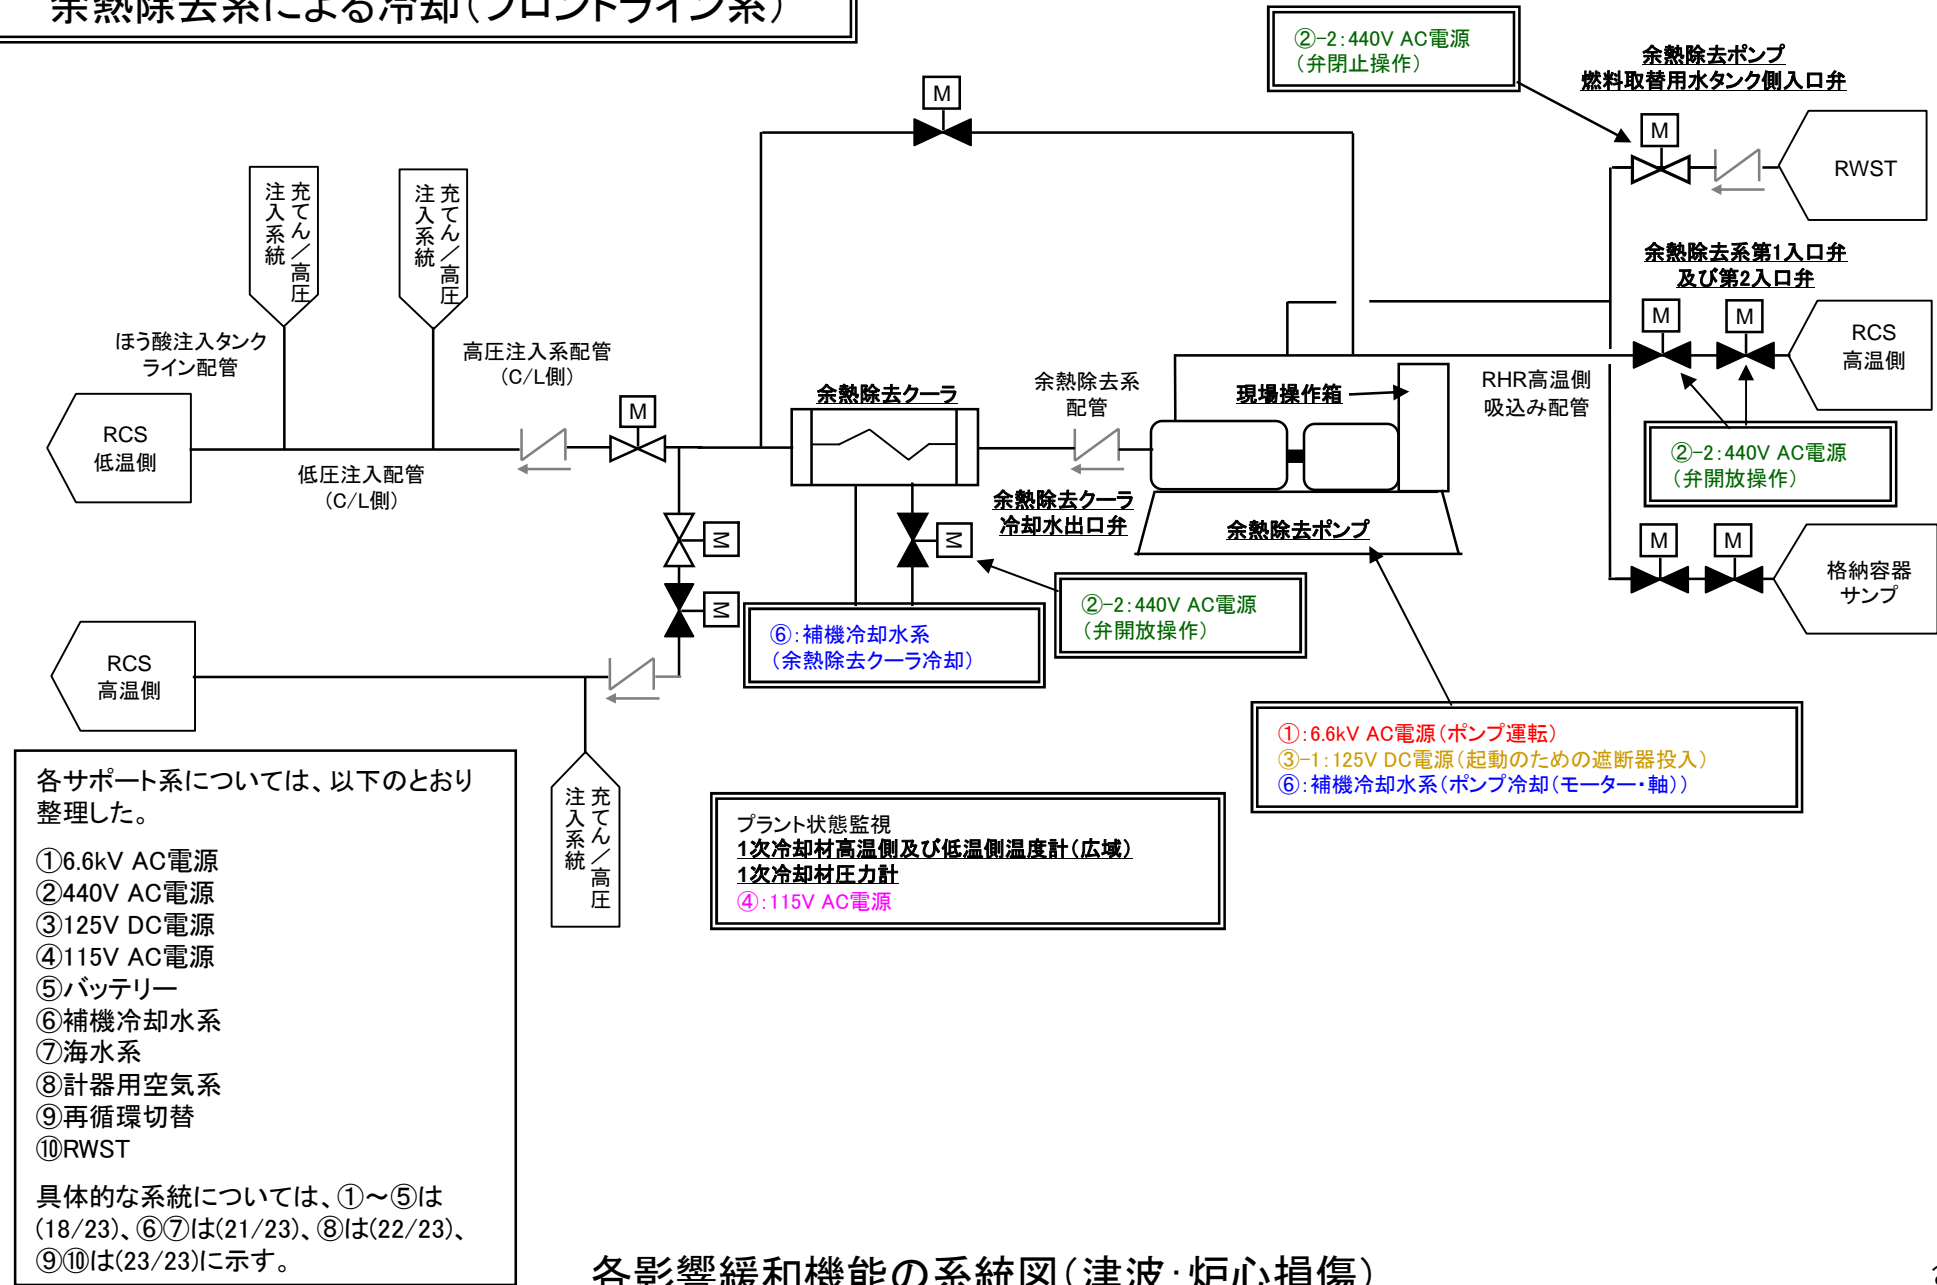 余熱除去系による冷却(フロントライン系)
②-2:440V AC電源
(弁閉止操作)
余熱除去ポンプ
燃料取替用水タンク側入口弁
M
M
RWST
充てん/高圧
注入系統
充てん/高圧
注入系統
余熱除去系第1入口弁
及び第2入口弁
M
M
RCS
高温側
ほう酸注入タンク
ライン配管
高圧注入系配管
(C/L側)
M
余熱除去クーラ
余熱除去系
配管
現場操作箱
RHR高温側
吸込み配管
RCS
低温側
低圧注入配管
(C/L側)
②-2:440V AC電源
(弁開放操作)
余熱除去クーラ
冷却水出口弁
余熱除去ポンプ
M
M
M
M
M
格納容器
サンプ
②-2:440V AC電源
(弁開放操作)
⑥:補機冷却水系
(余熱除去クーラ冷却)
RCS
高温側
①:6.6kV AC電源(ポンプ運転)
③-1:125V DC電源(起動のための遮断器投入)
⑥:補機冷却水系(ポンプ冷却(モーター・軸))
充てん/高圧
注入系統
プラント状態監視
1次冷却材高温側及び低温側温度計(広域)
1次冷却材圧力計
④:115V AC電源
各サポート系については、以下のとおり
整理した。
①6.6kV AC電源
②440V AC電源
③125V DC電源
④115V AC電源
⑤バッテリー
⑥補機冷却水系
⑦海水系
⑧計器用空気系
⑨再循環切替
⑩RWST
具体的な系統については、①~⑤は
(18/23)、⑥⑦は(21/23)、⑧は(22/23)、
⑨⑩は(23/23)に示す。
各影響緩和機能の系統図(津波:炉心損傷)